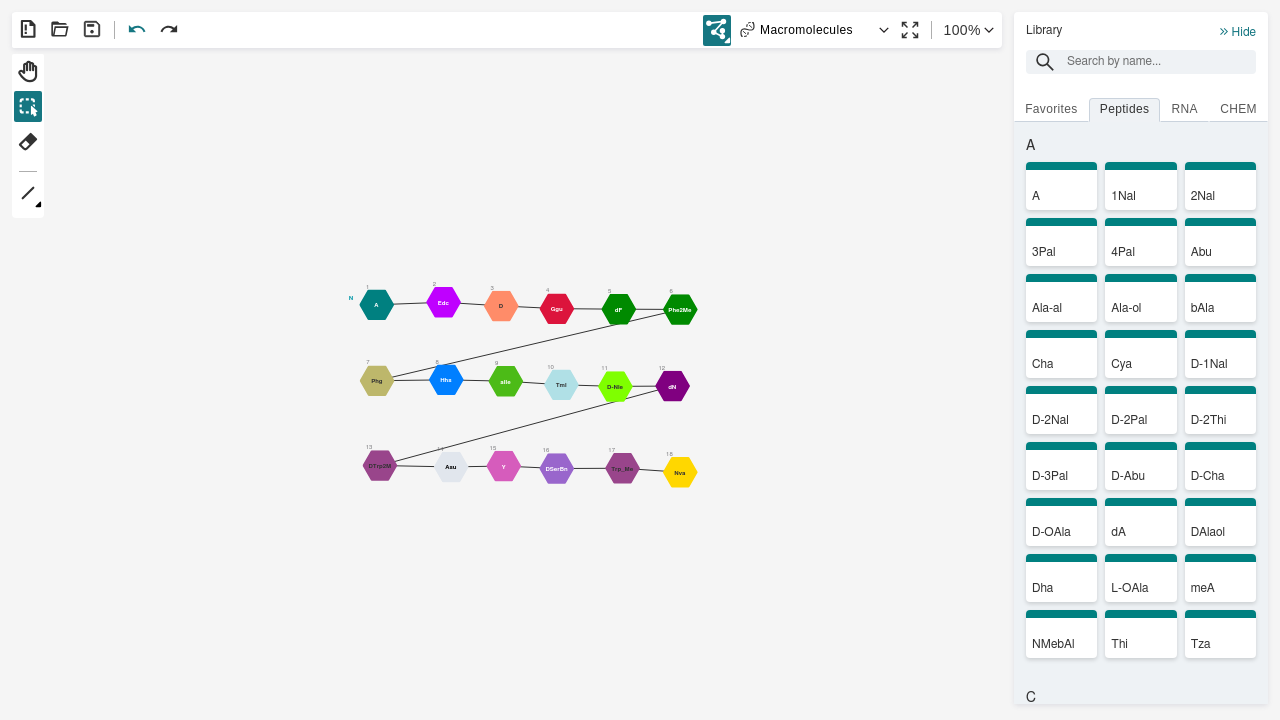 Macromolecules
100%
Library
Hide
Search by name...
Favorites Peptides RNA CHEM
A
A 1Nal 2Nal
3Pal 4Pal Abu
Ala-al Ala-ol bAla
Cha Cya D-1Nal
D-2Nal D-2Pal D-2Thi
D-3Pal D-Abu D-Cha
D-OAla dA DAlaol
Dha L-OAla meA
NMebAl Thi Tza
C
1 2 3 4 5 6
N A Edc D Ggu dF Phe2Me
7 8 9 10 11 12
Phg Hha aIle Tml D-Nle dN
13 14 15 16 17 18
DTrp2M Aau Y DSerBn Trp_Me Nva